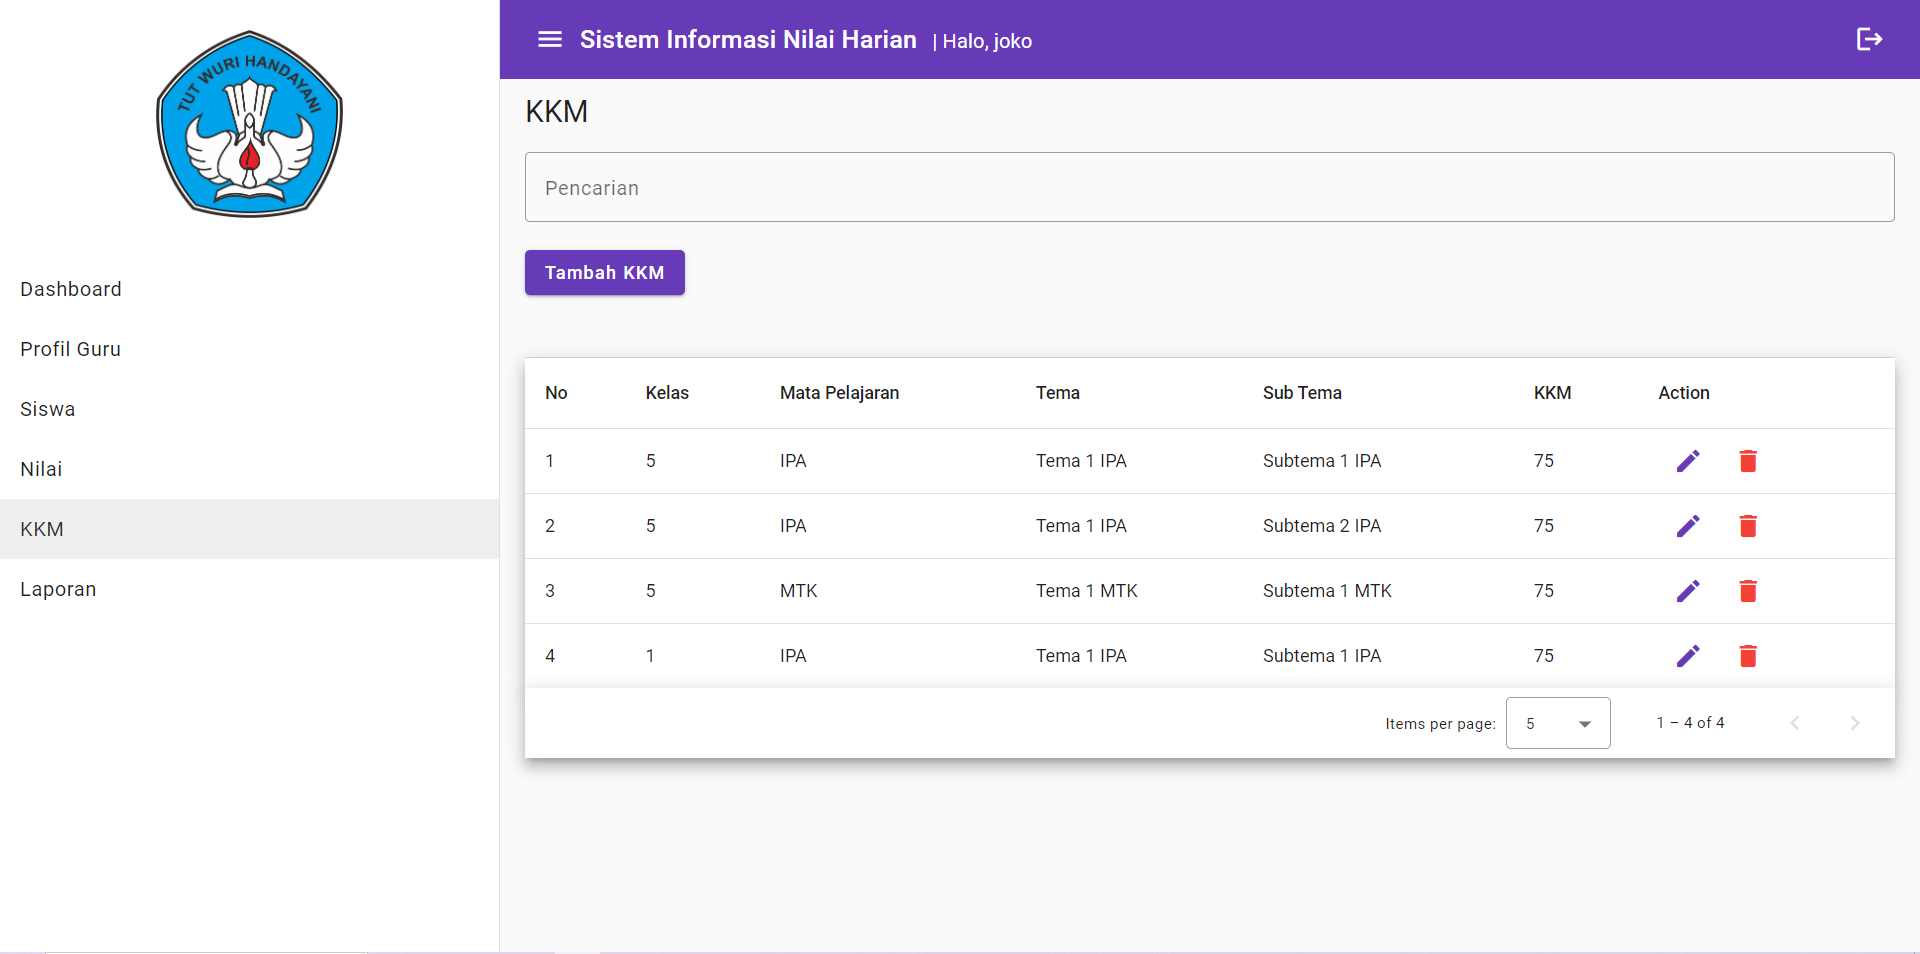 TUT WURI HANDAYANI
Dashboard
Profil Guru
Siswa
Nilai
KKM
Laporan
Sistem Informasi Nilai Harian | Halo, joko
KKM
Pencarian
Tambah KKM
No Kelas Mata Pelajaran Tema Sub Tema KKM Action
1 5 IPA Tema 1 IPA Subtema 1 IPA 75
2 5 IPA Tema 1 IPA Subtema 2 IPA 75
3 5 MTK Tema 1 MTK Subtema 1 MTK 75
4 1 IPA Tema 1 IPA Subtema 1 IPA 75
Items per page: 5 1 – 4 of 4